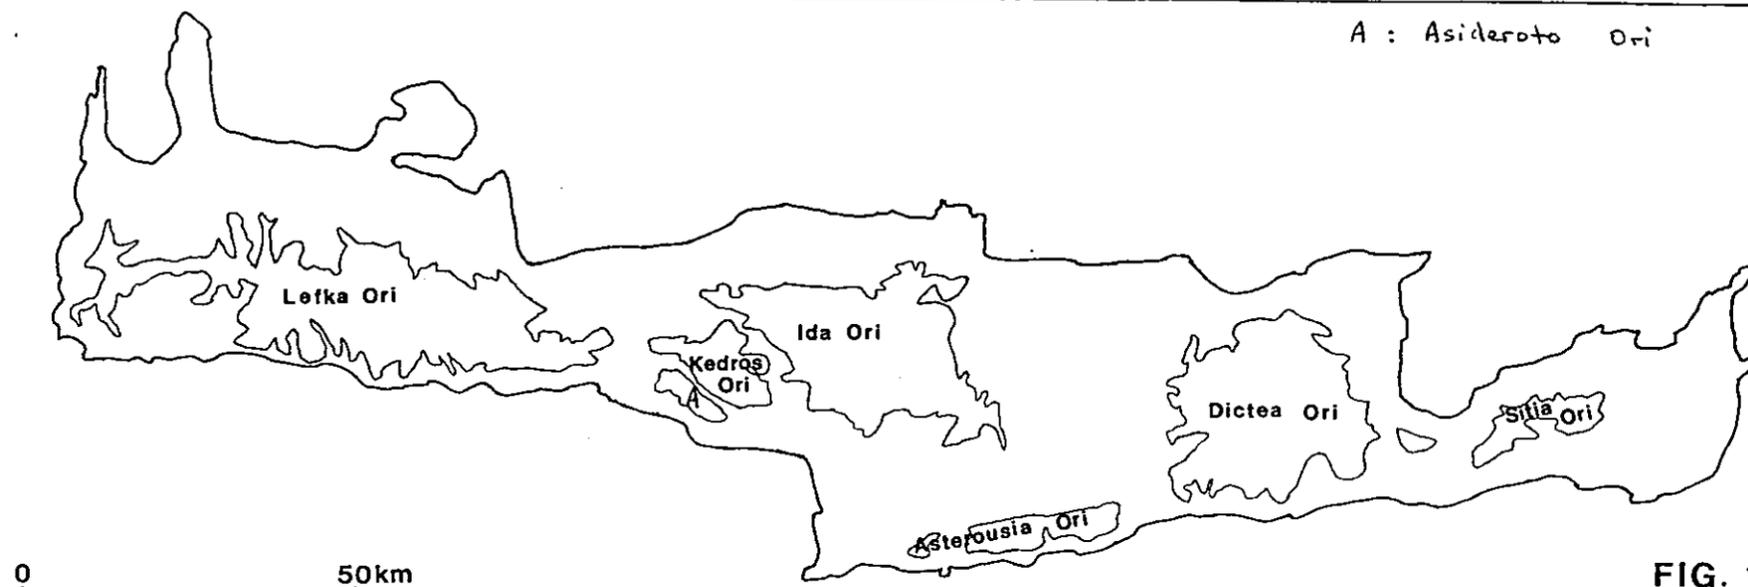 A : Asideroto Ori
Lefka Ori
Ida Ori
Kedros
Ori
A
Dictea Ori
Sitia Ori
Asterousia Ori
0 50km
FIG.